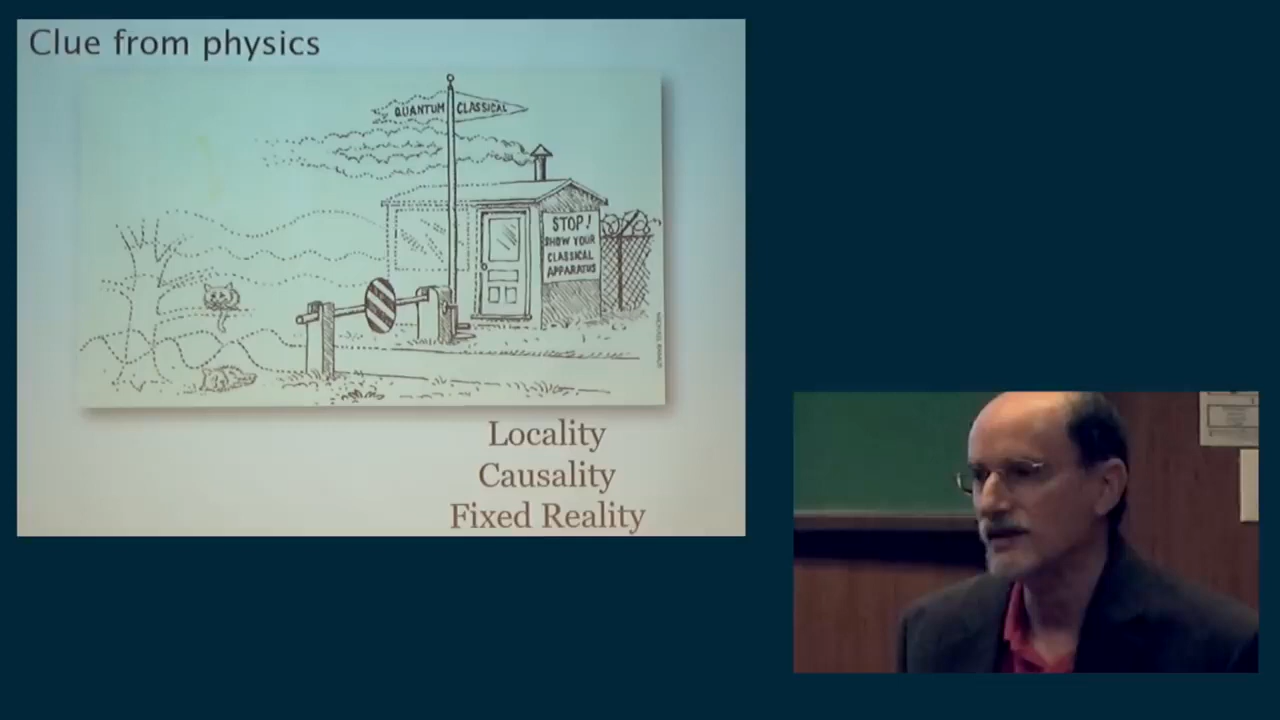 Clue from physics
QUANTUM CLASSICAL
STOP!
SHOW YOUR
CLASSICAL
APPARATUS
Locality
Causality
Fixed Reality